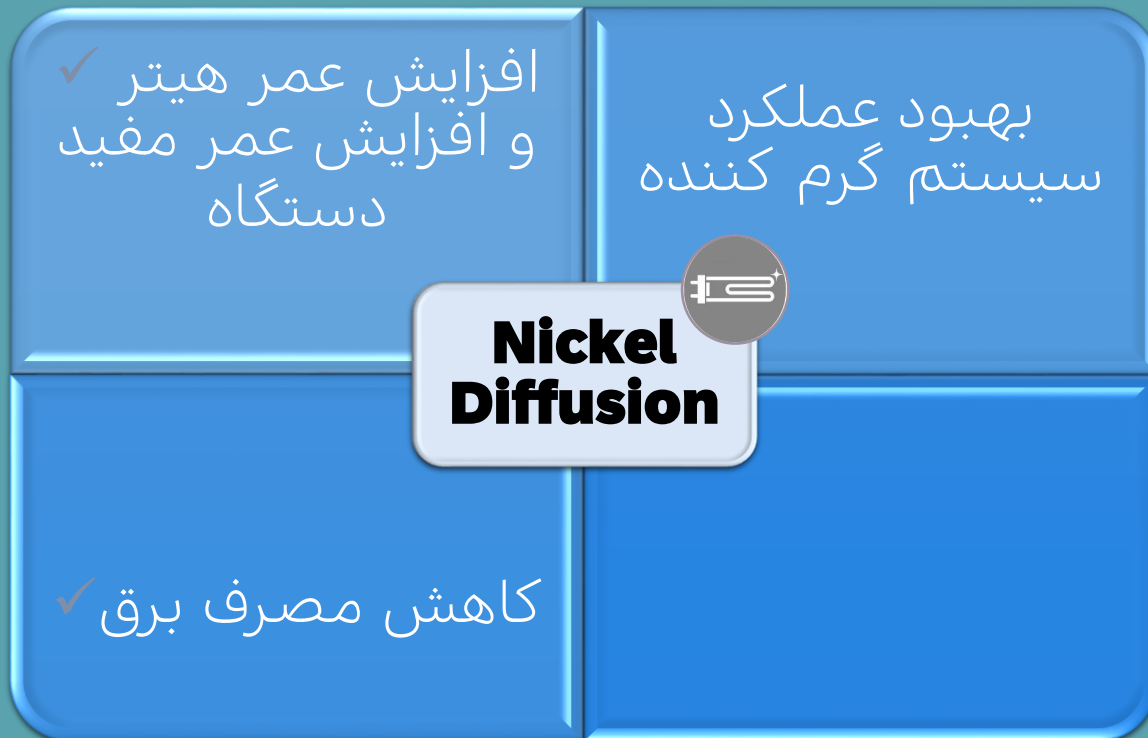 بهبود عملکرد
سیستم گرم کننده
✓ افزایش عمر هیتر
و افزایش عمر مفید
دستگاه
Nickel
Diffusion
✓ کاهش مصرف برق